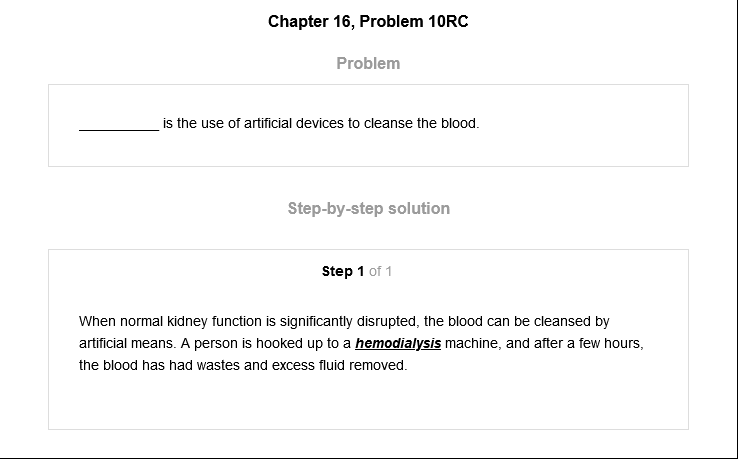 Chapter 16, Problem 10RC
Problem
__________ is the use of artificial devices to cleanse the blood.
Step-by-step solution
Step 1 of 1
When normal kidney function is significantly disrupted, the blood can be cleansed by
artificial means. A person is hooked up to a hemodialysis machine, and after a few hours,
the blood has had wastes and excess fluid removed.